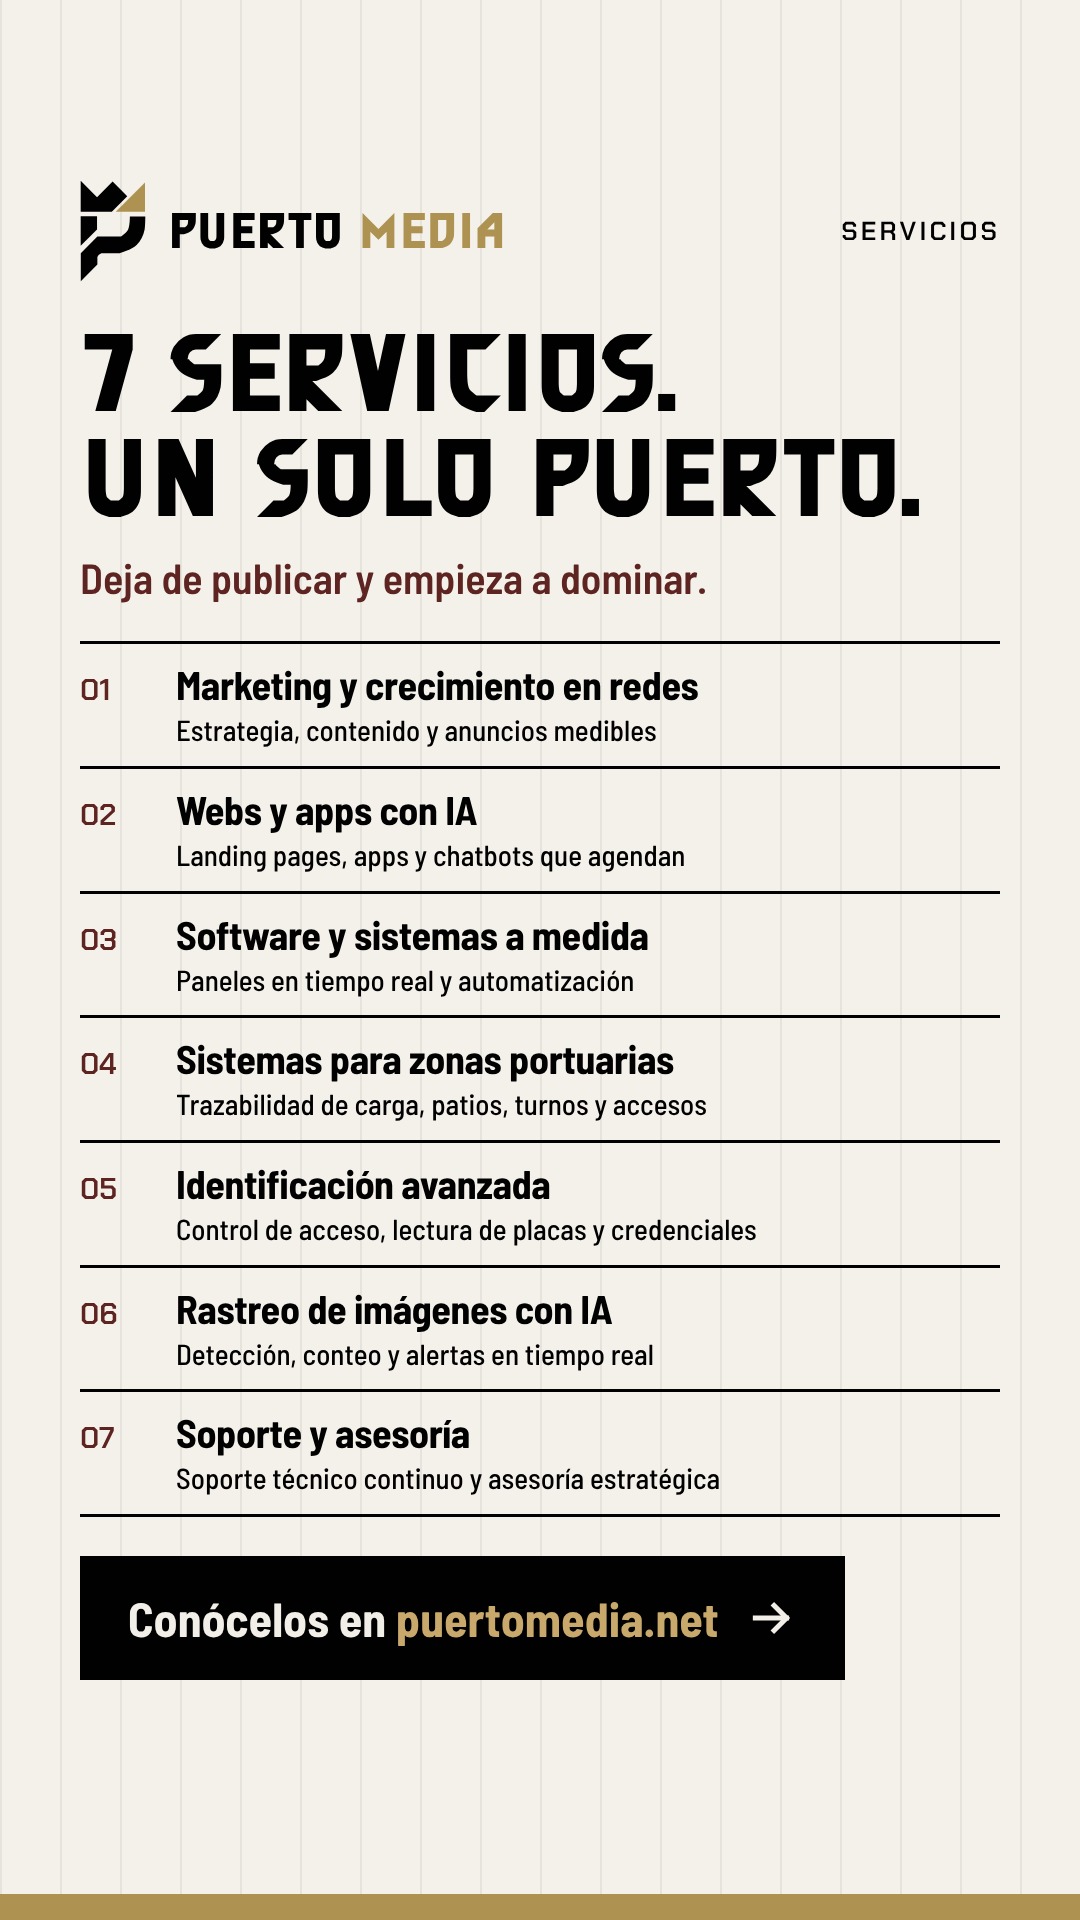 PUERTO MEDIA
SERVICIOS
7 SERVICIOS.
UN SOLO PUERTO.
Deja de publicar y empieza a dominar.
01 Marketing y crecimiento en redes
Estrategia, contenido y anuncios medibles
02 Webs y apps con IA
Landing pages, apps y chatbots que agendan
03 Software y sistemas a medida
Paneles en tiempo real y automatización
04 Sistemas para zonas portuarias
Trazabilidad de carga, patios, turnos y accesos
05 Identificación avanzada
Control de acceso, lectura de placas y credenciales
06 Rastreo de imágenes con IA
Detección, conteo y alertas en tiempo real
07 Soporte y asesoría
Soporte técnico continuo y asesoría estratégica
Conócelos en puertomedia.net →